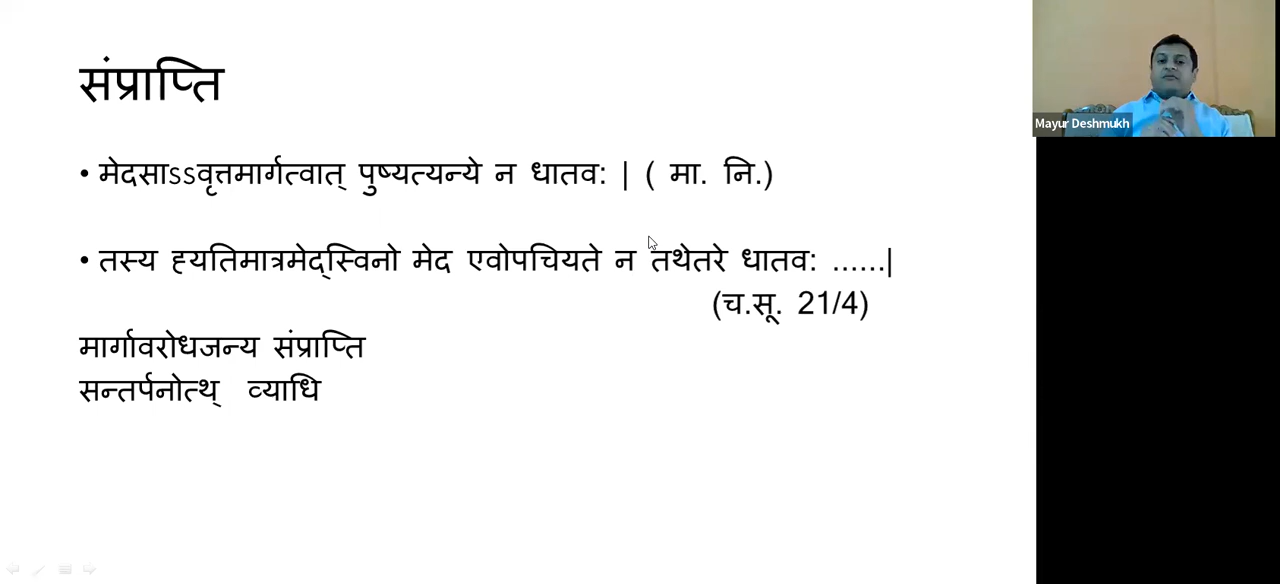 संप्राप्ति
• मेदसाऽऽवृत्तमार्गत्वात् पुष्यत्यन्ये न धातव: | ( मा. नि.)
• तस्य ह्यतिमात्रमेद्स्विनो मेद एवोपचियते न तथेतरे धातव: ......|
(च.सू. 21/4)
मार्गावरोधजन्य संप्राप्ति
सन्तर्पनोत्थ् व्याधि
Mayur Deshmukh